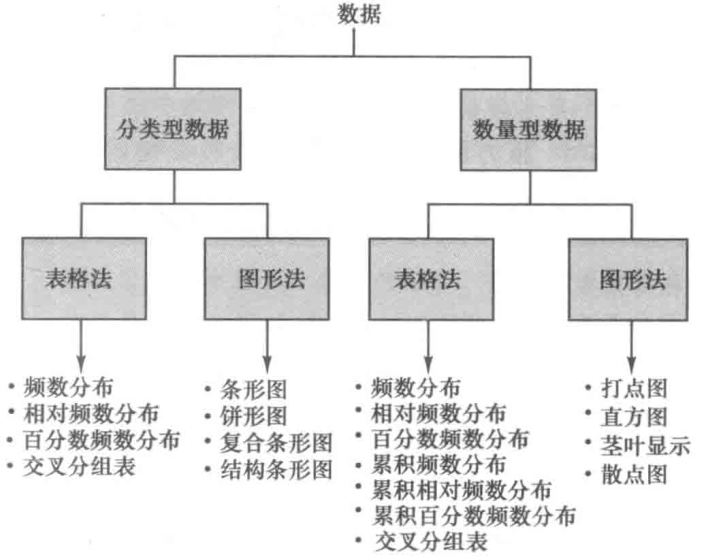 数据
分类型数据
数量型数据
表格法
图形法
表格法
图形法
・频数分布
・相对频数分布
・百分数频数分布
・交叉分组表
・条形图
・饼形图
・复合条形图
・结构条形图
・频数分布
・相对频数分布
・百分数频数分布
・累积频数分布
・累积相对频数分布
・累积百分数频数分布
・交叉分组表
・打点图
・直方图
・茎叶显示
・散点图